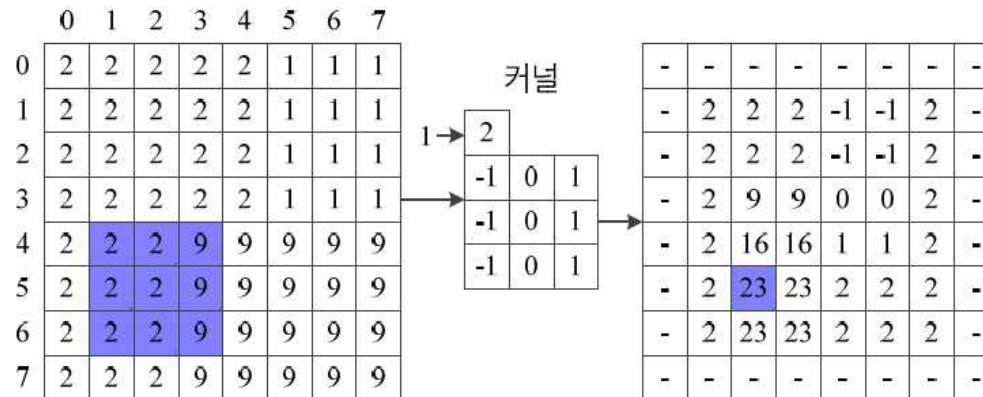 0 1 2 3 4 5 6 7
0 2 2 2 2 2 1 1 1
1 2 2 2 2 2 1 1 1
2 2 2 2 2 2 1 1 1
3 2 2 2 2 2 1 1 1
4 2 2 2 9 9 9 9 9
5 2 2 2 9 9 9 9 9
6 2 2 2 9 9 9 9 9
7 2 2 2 9 9 9 9 9
커널
1 2
-1 0 1
-1 0 1
-1 0 1
- - - - - - - -
- 2 2 2 -1 -1 2 -
- 2 2 2 -1 -1 2 -
- 2 9 9 0 0 2 -
- 2 16 16 1 1 2 -
- 2 23 23 2 2 2 -
- 2 23 23 2 2 2 -
- - - - - - - -